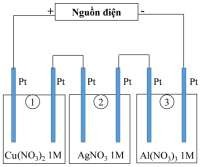 + Nguồn điện -
Pt Pt Pt Pt Pt Pt
1 2 3
Cu(NO₃)₂ 1M AgNO₃ 1M Al(NO₃)₃ 1M